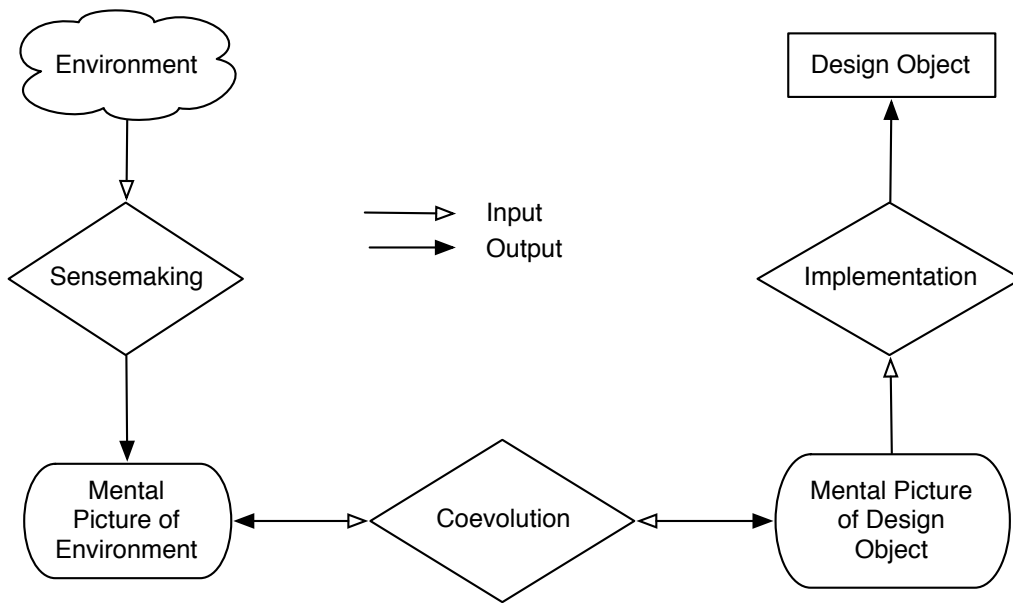 Environment
Design Object
Input
Output
Sensemaking
Implementation
Mental
Picture of
Environment
Coevolution
Mental Picture
of Design
Object